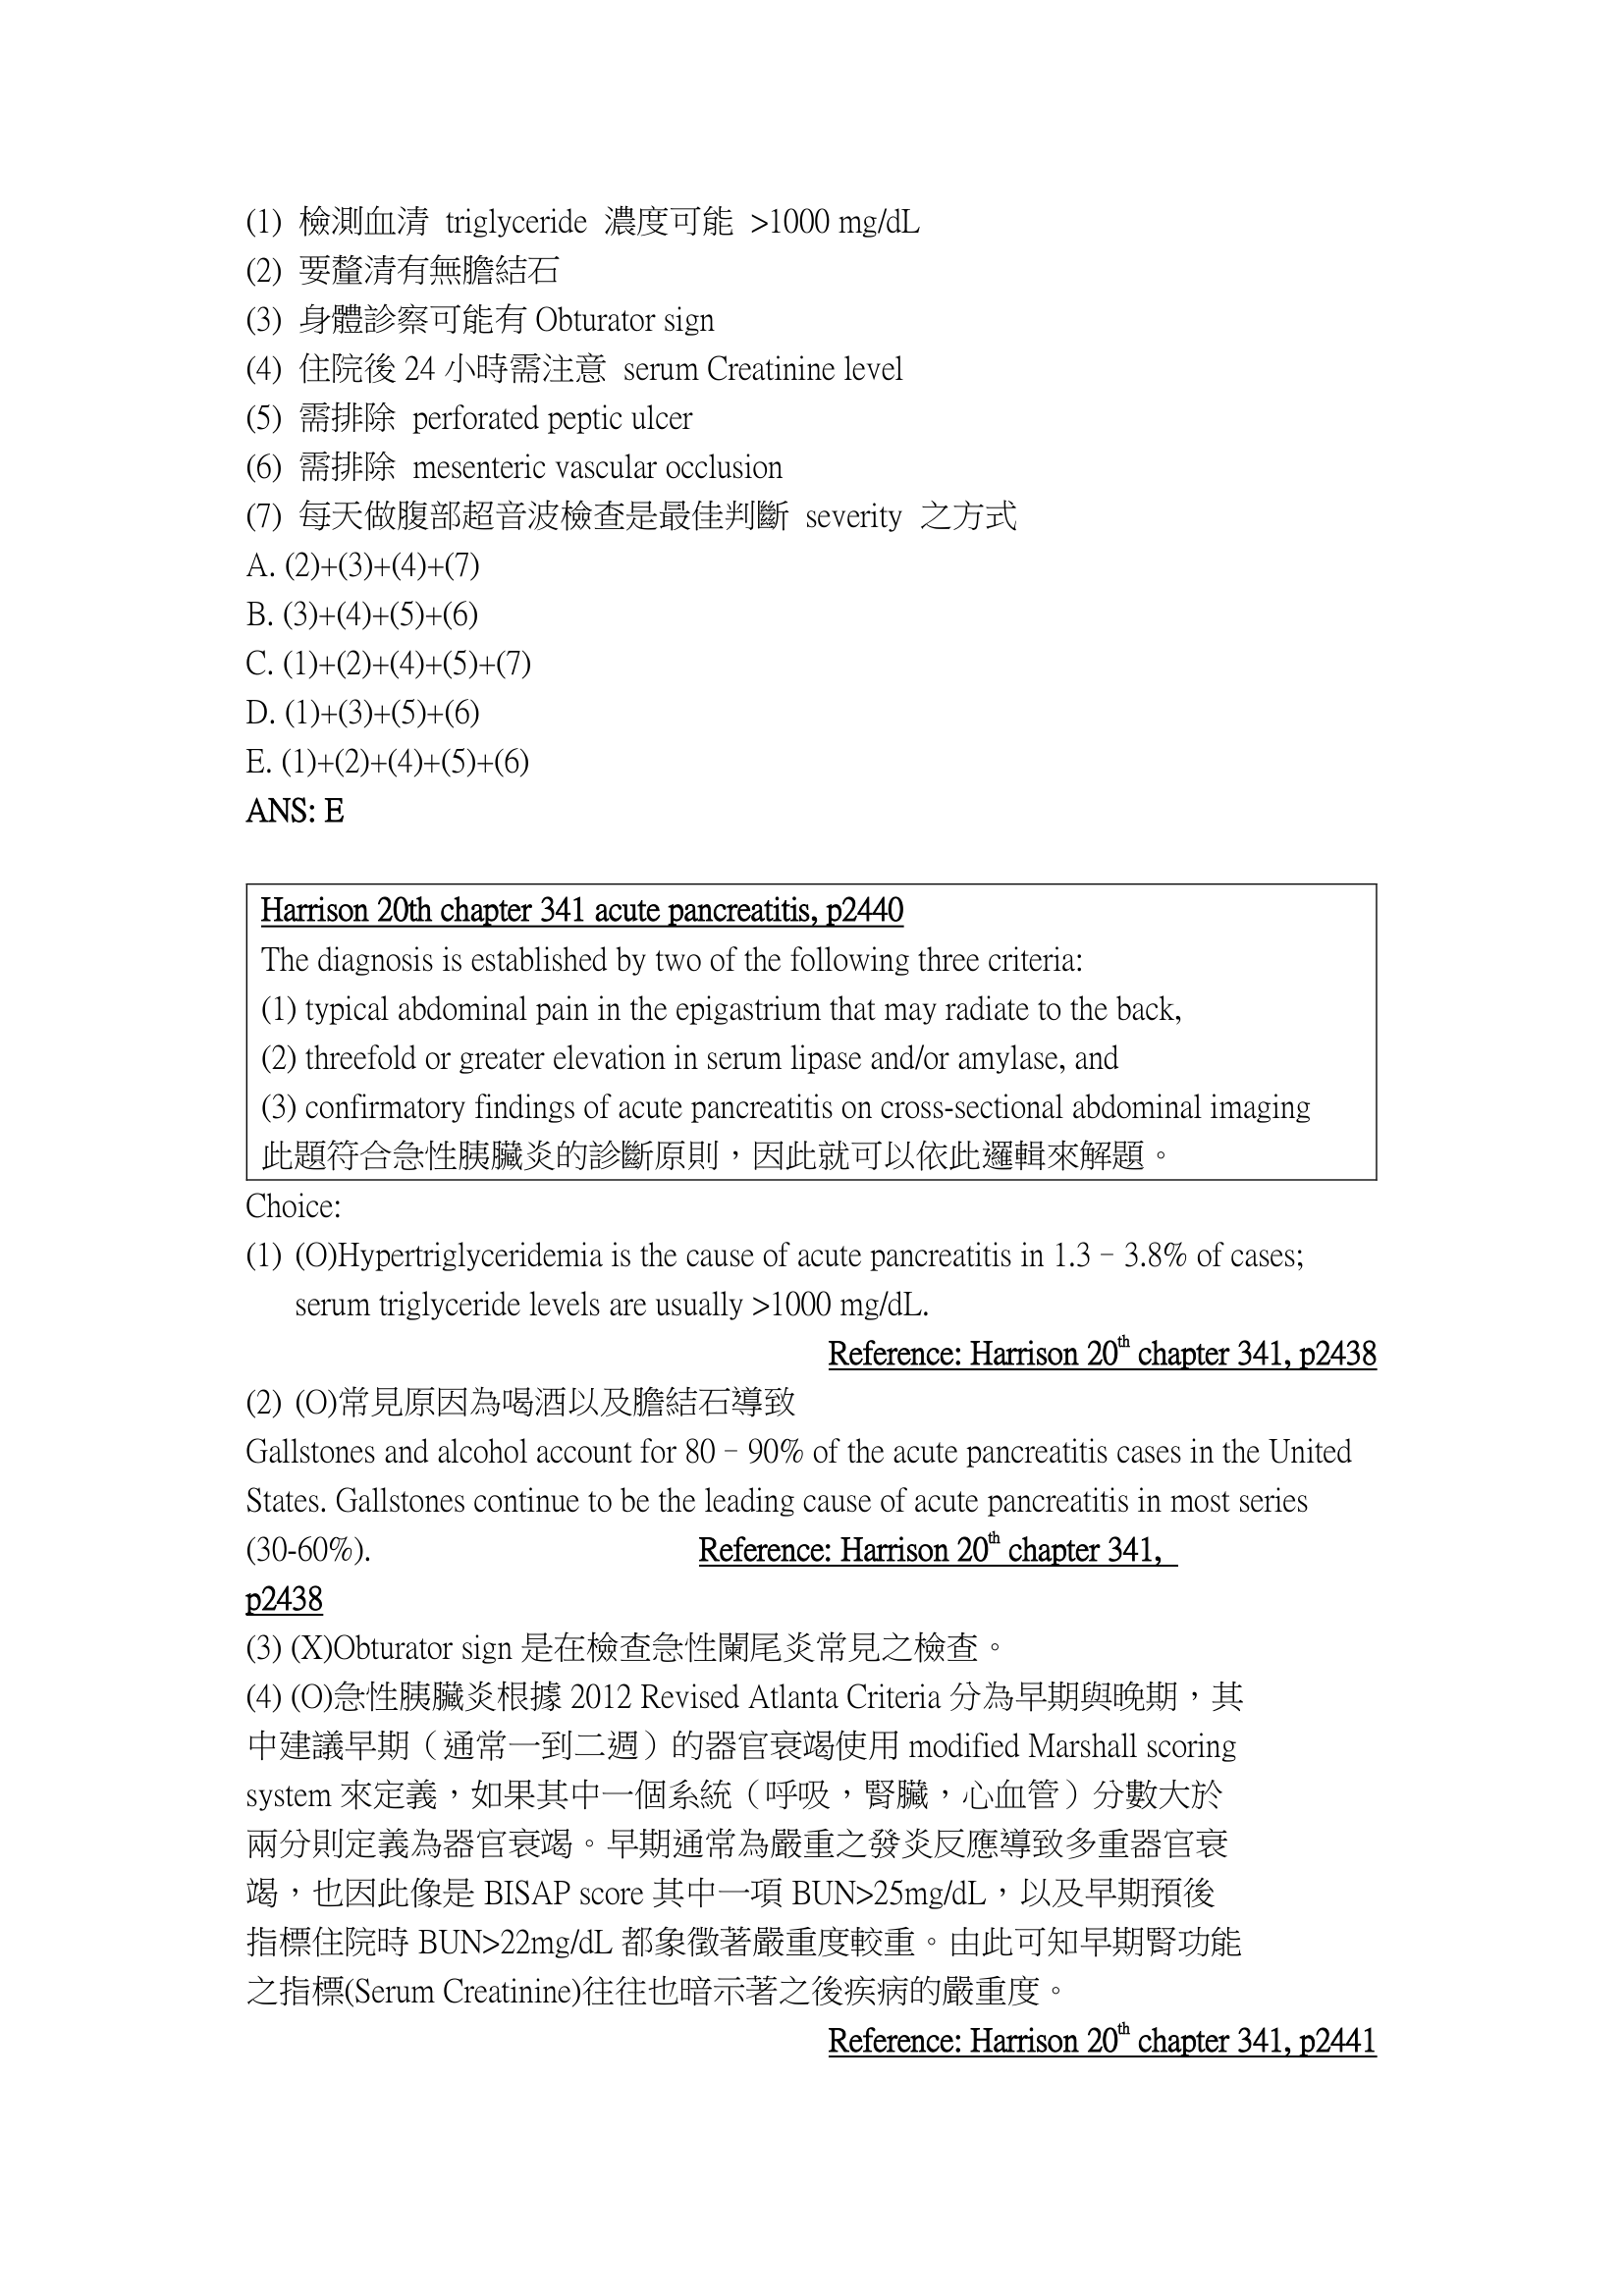 (1) 檢測血清 triglyceride 濃度可能 >1000 mg/dL
(2) 要釐清有無膽結石
(3) 身體診察可能有 Obturator sign
(4) 住院後 24 小時需注意 serum Creatinine level
(5) 需排除 perforated peptic ulcer
(6) 需排除 mesenteric vascular occlusion
(7) 每天做腹部超音波檢查是最佳判斷 severity 之方式
A. (2)+(3)+(4)+(7)
B. (3)+(4)+(5)+(6)
C. (1)+(2)+(4)+(5)+(7)
D. (1)+(3)+(5)+(6)
E. (1)+(2)+(4)+(5)+(6)
ANS: E
Harrison 20th chapter 341 acute pancreatitis, p2440
The diagnosis is established by two of the following three criteria:
(1) typical abdominal pain in the epigastrium that may radiate to the back,
(2) threefold or greater elevation in serum lipase and/or amylase, and
(3) confirmatory findings of acute pancreatitis on cross-sectional abdominal imaging
此題符合急性胰臟炎的診斷原則，因此就可以依此邏輯來解題。
Choice:
(1) (O)Hypertriglyceridemia is the cause of acute pancreatitis in 1.3–3.8% of cases;
serum triglyceride levels are usually >1000 mg/dL.
Reference: Harrison 20th chapter 341, p2438
(2) (O)常見原因為喝酒以及膽結石導致
Gallstones and alcohol account for 80–90% of the acute pancreatitis cases in the United
States. Gallstones continue to be the leading cause of acute pancreatitis in most series
(30-60%). Reference: Harrison 20th chapter 341,
p2438
(3) (X)Obturator sign 是在檢查急性闌尾炎常見之檢查。
(4) (O)急性胰臟炎根據 2012 Revised Atlanta Criteria 分為早期與晚期，其
中建議早期（通常一到二週）的器官衰竭使用 modified Marshall scoring
system 來定義，如果其中一個系統（呼吸，腎臟，心血管）分數大於
兩分則定義為器官衰竭。早期通常為嚴重之發炎反應導致多重器官衰
竭，也因此像是 BISAP score 其中一項 BUN>25mg/dL，以及早期預後
指標住院時 BUN>22mg/dL 都象徵著嚴重度較重。由此可知早期腎功能
之指標(Serum Creatinine)往往也暗示著之後疾病的嚴重度。
Reference: Harrison 20th chapter 341, p2441